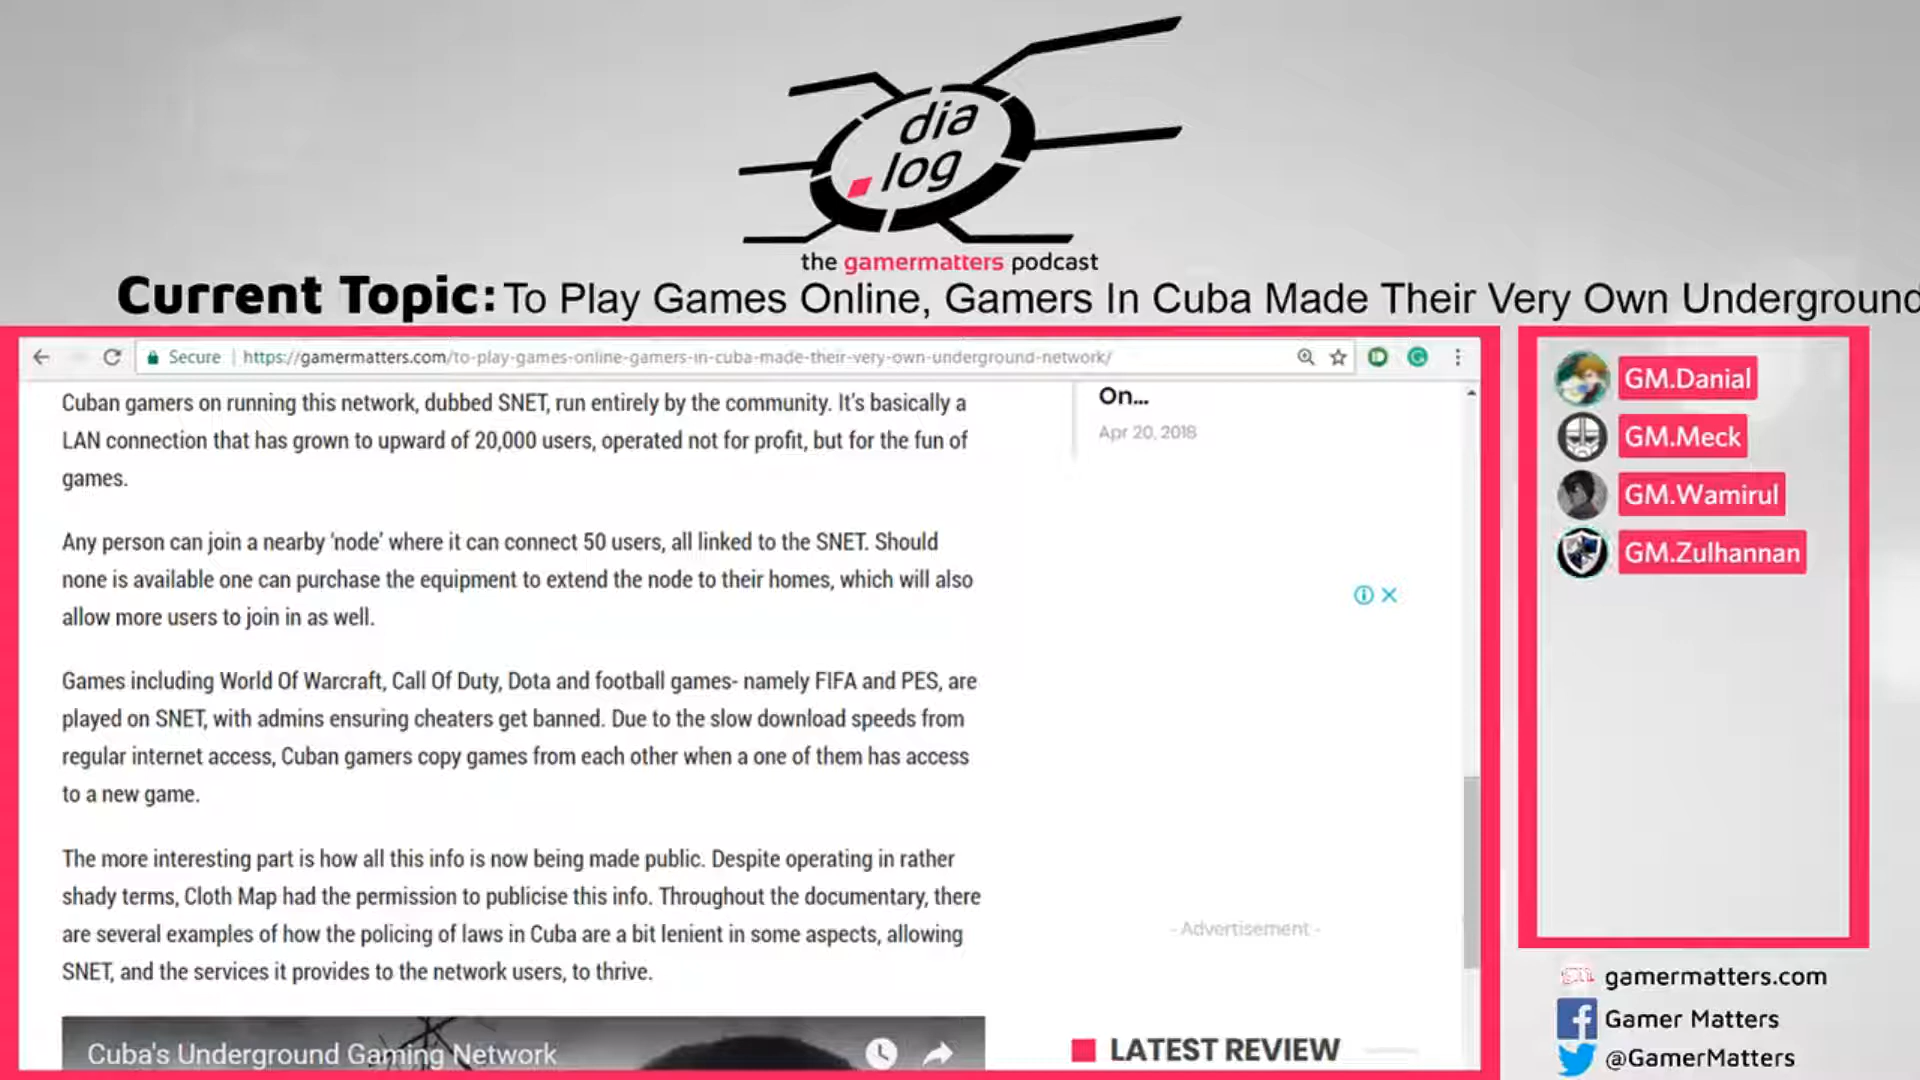 dia
log
the gamermatters podcast
Current Topic: To Play Games Online, Gamers In Cuba Made Their Very Own Underground
Secure | https://gamermatters.com/to-play-games-online-gamers-in-cuba-made-their-very-own-underground-network/
Cuban gamers on running this network, dubbed SNET, run entirely by the community. It's basically a
LAN connection that has grown to upward of 20,000 users, operated not for profit, but for the fun of
games.
Any person can join a nearby 'node' where it can connect 50 users, all linked to the SNET. Should
none is available one can purchase the equipment to extend the node to their homes, which will also
allow more users to join in as well.
Games including World Of Warcraft, Call Of Duty, Dota and football games- namely FIFA and PES, are
played on SNET, with admins ensuring cheaters get banned. Due to the slow download speeds from
regular internet access, Cuban gamers copy games from each other when a one of them has access
to a new game.
The more interesting part is how all this info is now being made public. Despite operating in rather
shady terms, Cloth Map had the permission to publicise this info. Throughout the documentary, there
are several examples of how the policing of laws in Cuba are a bit lenient in some aspects, allowing
SNET, and the services it provides to the network users, to thrive.
Cuba's Underground Gaming Network
On...
Apr 20, 2018
- Advertisement -
LATEST REVIEW
GM.Danial
GM.Meck
GM.Wamirul
GM.Zulhannan
gamermatters.com
Gamer Matters
@GamerMatters